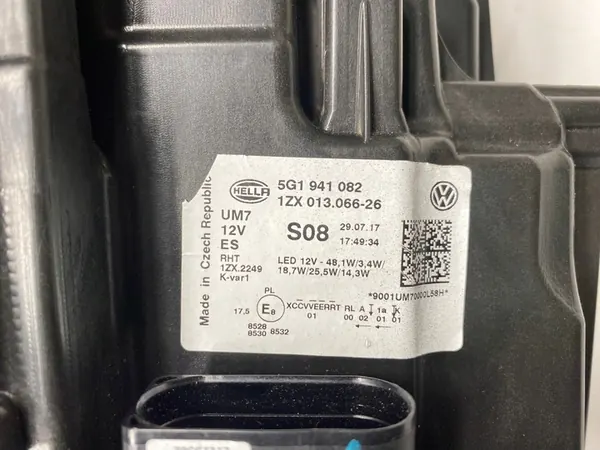 Made in Czech Republic
HELLA
5G1 941 082
1ZX 013.066-26
UM7
12V
ES
S08
29.07.17
17:49:34
RHT
1ZX.2249
K-var1
LED 12V - 48,1W/3,4W/
18,7W/25,5W/14,3W
*9001UM70000L58H*
PL
17.5
E8
XCCVVEERRT RL A 1a K
01 00 02 01 01
8528
8530 8532